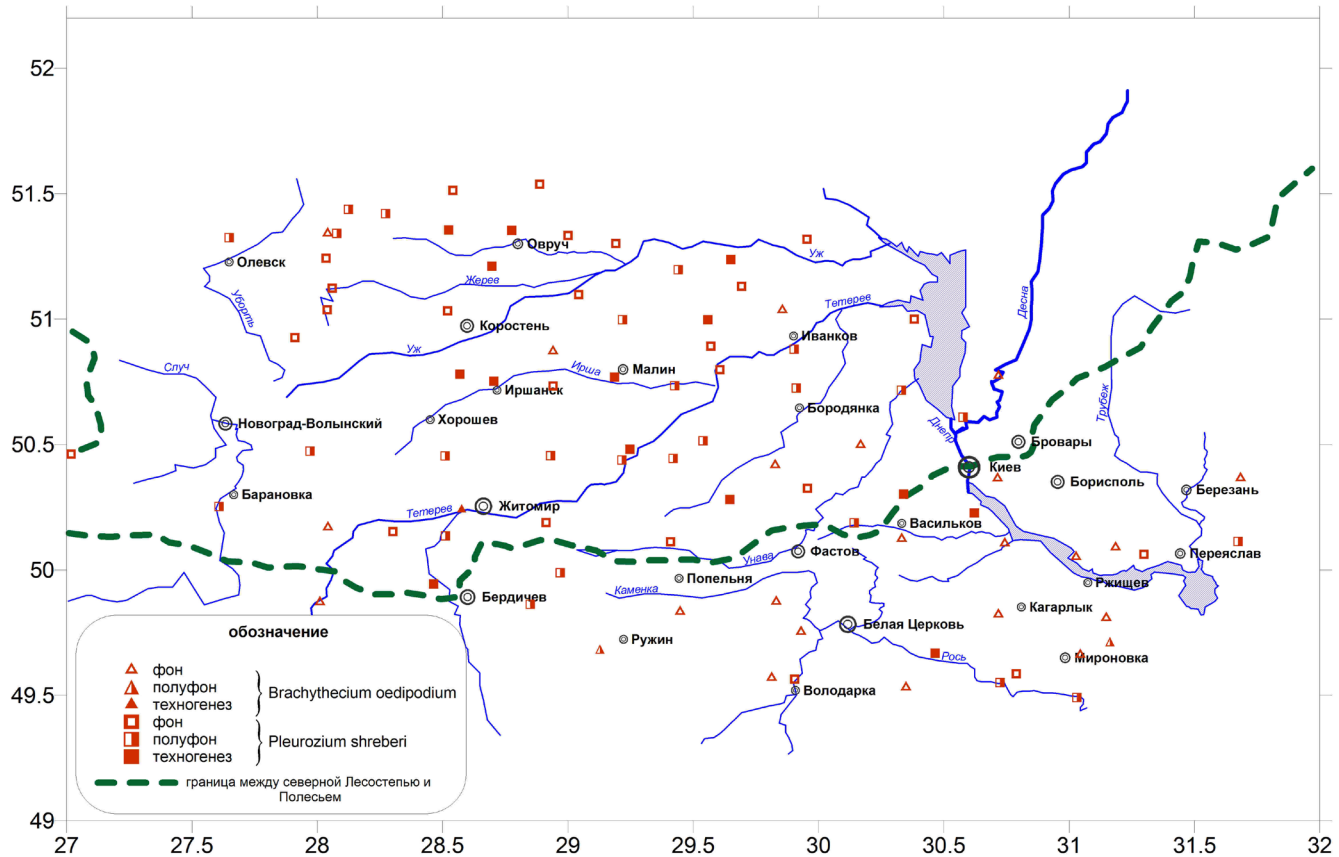 52
51.5
51
50.5
50
49.5
49
27
27.5
28
28.5
29
29.5
30
30.5
31
31.5
32
Олевск
Уборть
Овруч
Жерев
Уж
Десна
Коростень
Уж
Тетерев
Иванков
Случ
Ирша
Малин
Иршанск
Хорошев
Бородянка
Трубеж
Новоград-Волынский
Днепр
Бровары
Киев
Борисполь
Барановка
Березань
Тетерев
Житомир
Васильков
Унава
Фастов
Переяслав
Попельня
Ржищев
Каменка
Бердичев
Кагарлык
Белая Церковь
Ружин
Рось
Мироновка
Володарка
обозначение
фон
полуфон
техногенез
Brachythecium oedipodium
фон
полуфон
техногенез
Pleurozium shreberi
граница между северной Лесостепью и
Полесьем